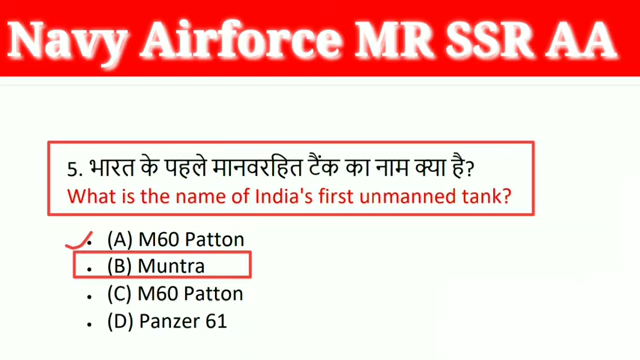 Navy Airforce MR SSR AA
5. भारत के पहले मानवरहित टैंक का नाम क्या है?
What is the name of India's first unmanned tank?
• (A) M60 Patton
• (B) Muntra
• (C) M60 Patton
• (D) Panzer 61